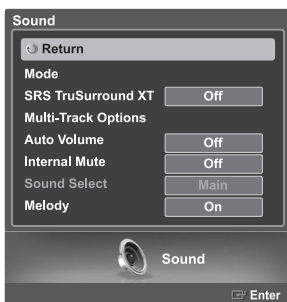 Sound
Return
Mode
SRS TruSurround XT Off
Multi-Track Options
Auto Volume Off
Internal Mute Off
Sound Select Main
Melody On
Sound
Enter